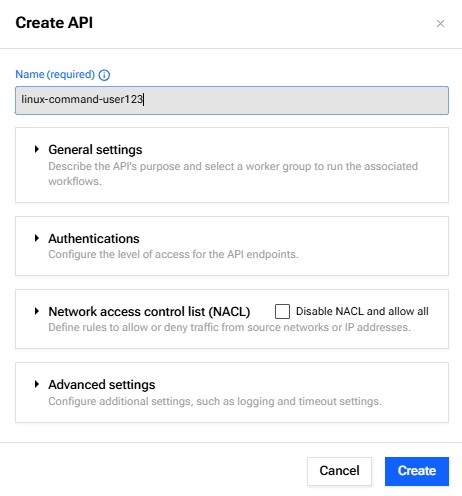 Create API
Name (required)
linux-command-user123
General settings
Describe the API's purpose and select a worker group to run the associated
workflows.
Authentications
Configure the level of access for the API endpoints.
Network access control list (NACL) Disable NACL and allow all
Define rules to allow or deny traffic from source networks or IP addresses.
Advanced settings
Configure additional settings, such as logging and timeout settings.
Cancel Create